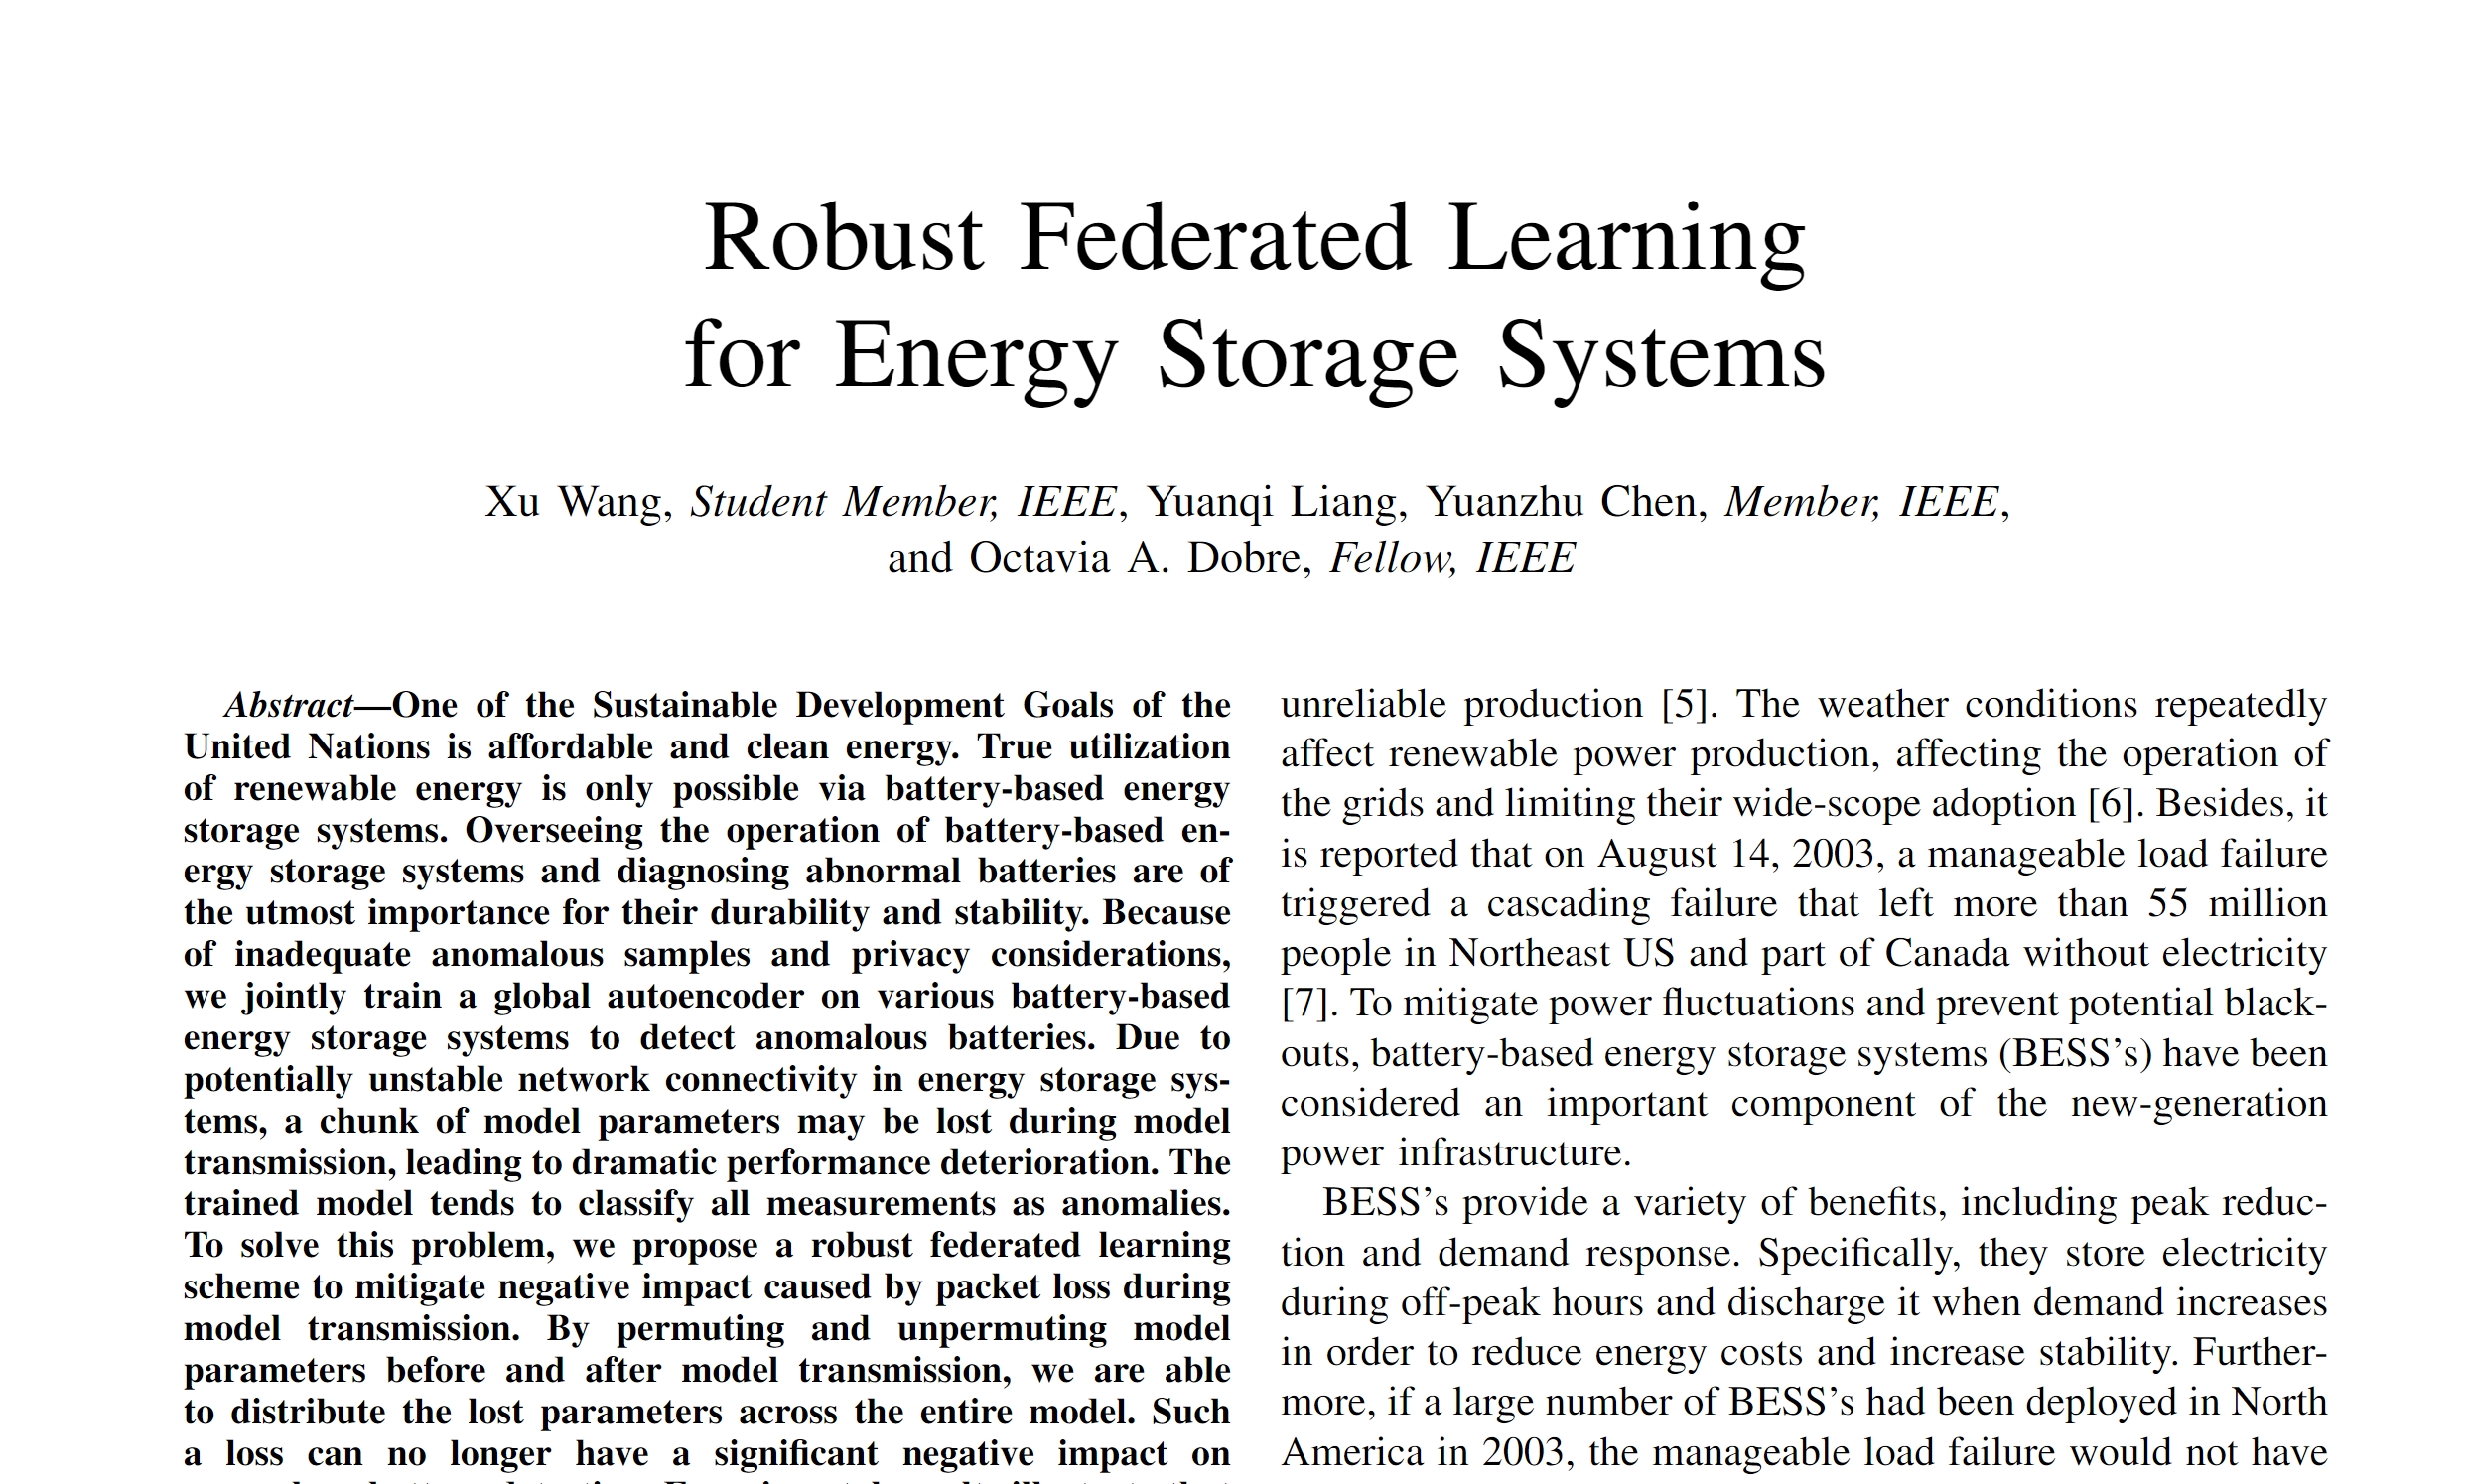 Robust Federated Learning
for Energy Storage Systems
Xu Wang, Student Member, IEEE, Yuanqi Liang, Yuanzhu Chen, Member, IEEE,
and Octavia A. Dobre, Fellow, IEEE
Abstract—One of the Sustainable Development Goals of the
United Nations is affordable and clean energy. True utilization
of renewable energy is only possible via battery-based energy
storage systems. Overseeing the operation of battery-based en-
ergy storage systems and diagnosing abnormal batteries are of
the utmost importance for their durability and stability. Because
of inadequate anomalous samples and privacy considerations,
we jointly train a global autoencoder on various battery-based
energy storage systems to detect anomalous batteries. Due to
potentially unstable network connectivity in energy storage sys-
tems, a chunk of model parameters may be lost during model
transmission, leading to dramatic performance deterioration. The
trained model tends to classify all measurements as anomalies.
To solve this problem, we propose a robust federated learning
scheme to mitigate negative impact caused by packet loss during
model transmission. By permuting and unpermuting model
parameters before and after model transmission, we are able
to distribute the lost parameters across the entire model. Such
a loss can no longer have a significant negative impact on
unreliable production [5]. The weather conditions repeatedly
affect renewable power production, affecting the operation of
the grids and limiting their wide-scope adoption [6]. Besides, it
is reported that on August 14, 2003, a manageable load failure
triggered a cascading failure that left more than 55 million
people in Northeast US and part of Canada without electricity
[7]. To mitigate power fluctuations and prevent potential black-
outs, battery-based energy storage systems (BESS’s) have been
considered an important component of the new-generation
power infrastructure.
BESS’s provide a variety of benefits, including peak reduc-
tion and demand response. Specifically, they store electricity
during off-peak hours and discharge it when demand increases
in order to reduce energy costs and increase stability. Further-
more, if a large number of BESS’s had been deployed in North
America in 2003, the manageable load failure would not have